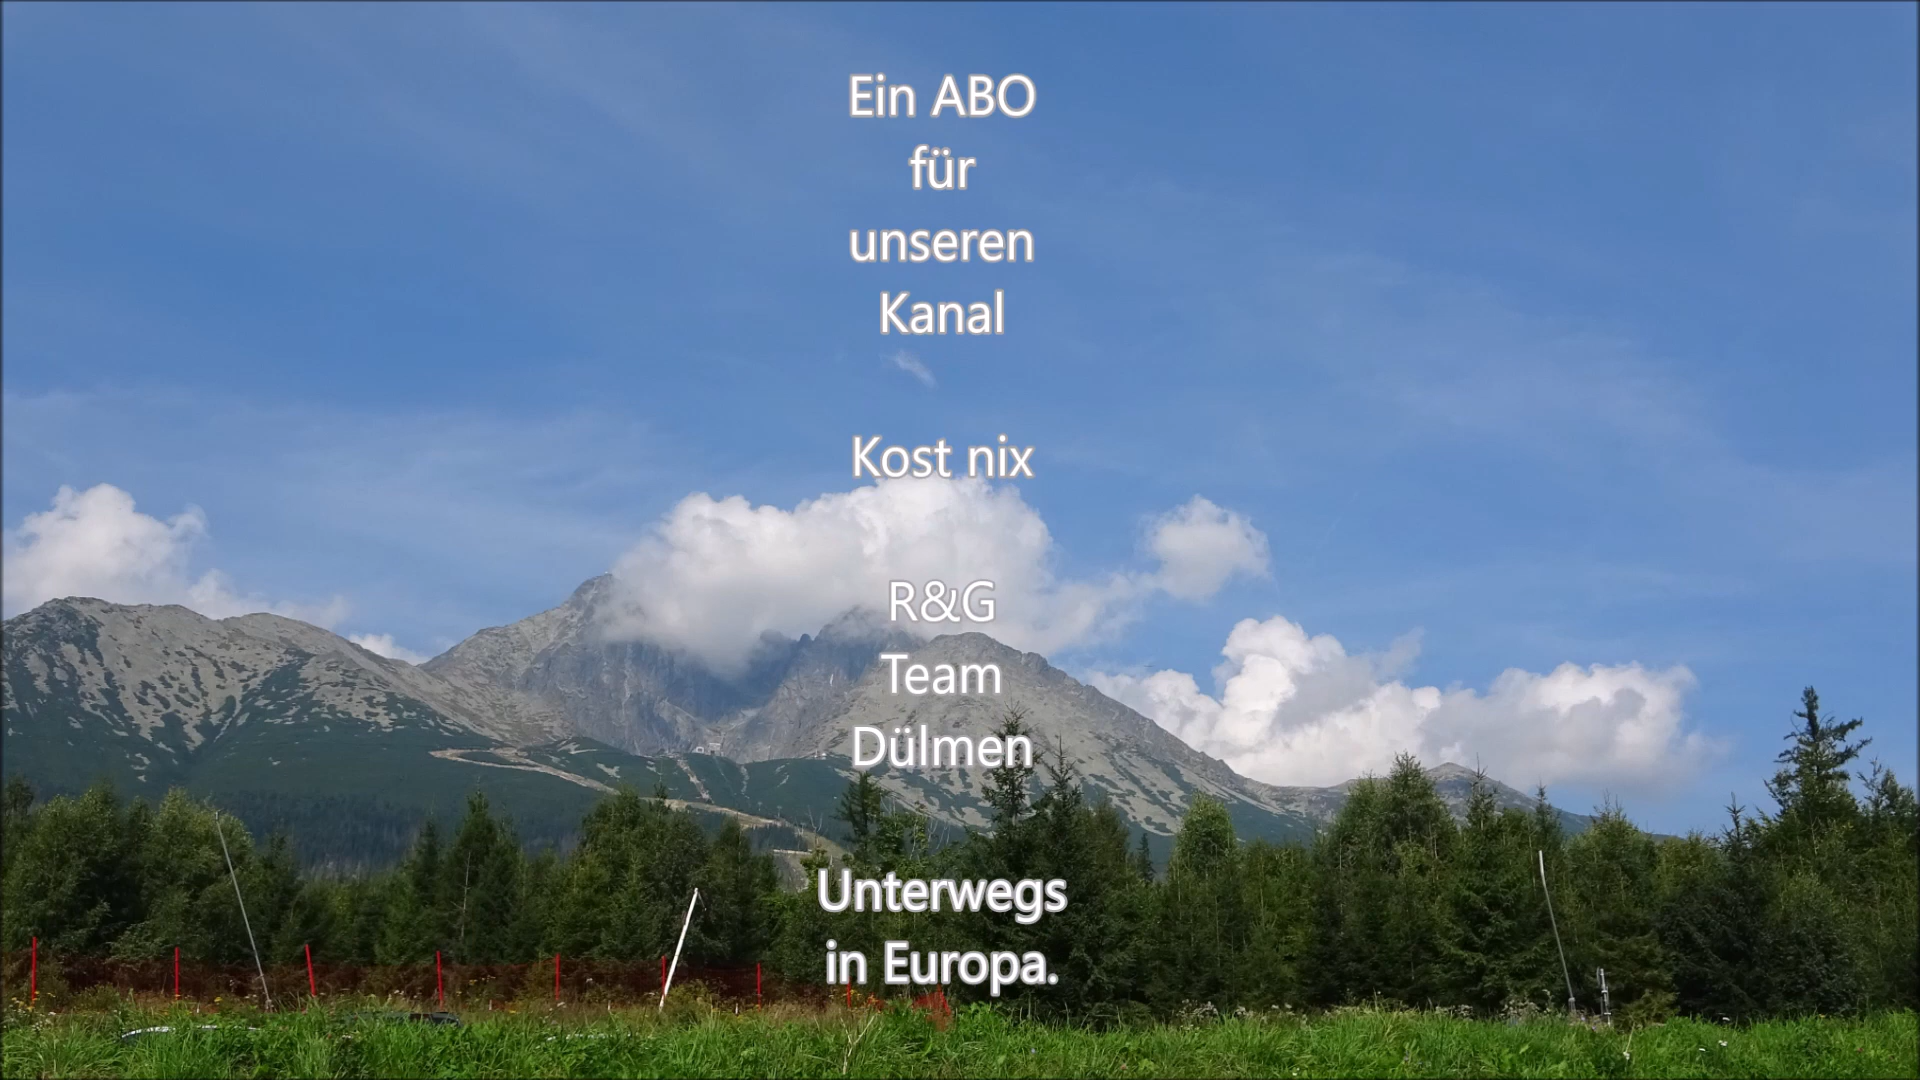 Ein ABO
für
unseren
Kanal
Kost nix
R&G
Team
Dülmen
Unterwegs
in Europa.